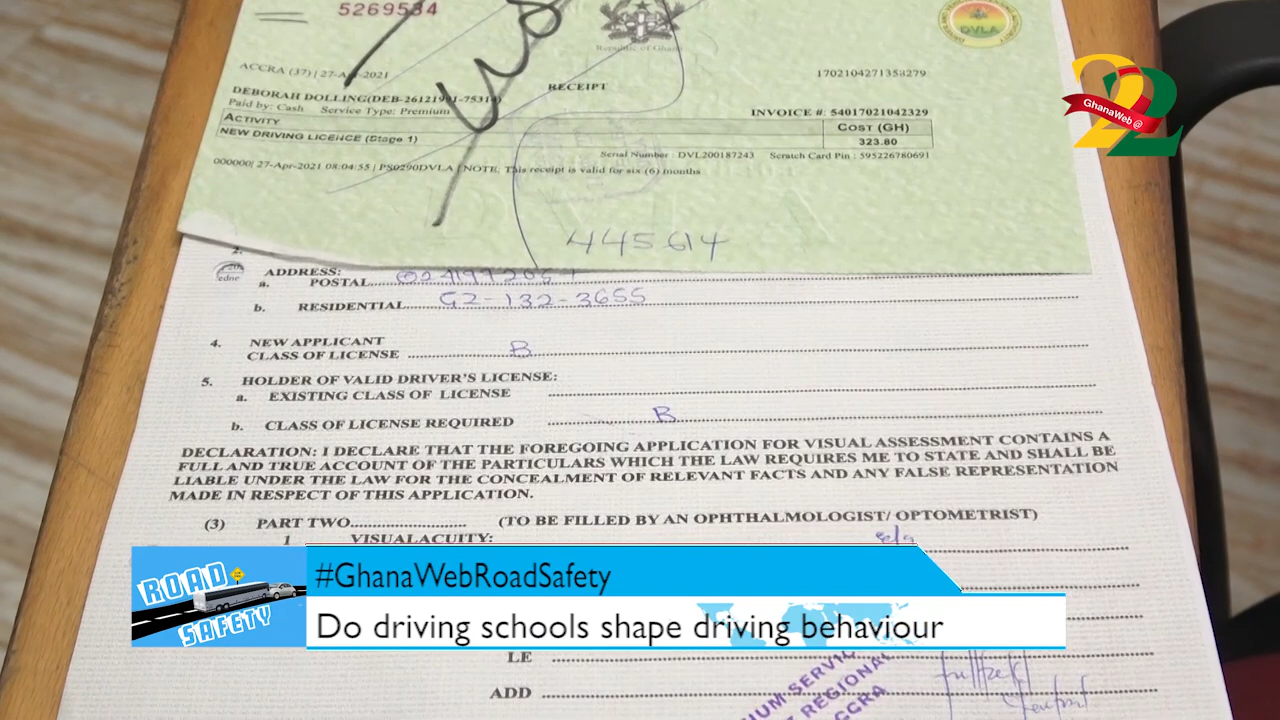 5269534
Republic of Ghana
DVLA
GhanaWeb @
22
ACCRA (37) | 27-Apr-2021
1702104271358279
RECEIPT
DEBORAH DOLLING(DEB-26121991-75314)
Paid by: Cash Service Type: Premium
INVOICE #: 54017021042329
ACTIVITY
COST (GH)
NEW DRIVING LICENCE (Stage 1)
323.80
Serial Number : DVL200187243 Scratch Card Pin : 595226780691
000000| 27-Apr-2021 08:04:55 | PS0290DVLA | NOTE: This receipt is valid for six (6) months
445614
2.
ADDRESS:
a. POSTAL
b. RESIDENTIAL GZ-132-3655
4. NEW APPLICANT
CLASS OF LICENSE B
5. HOLDER OF VALID DRIVER'S LICENSE:
a. EXISTING CLASS OF LICENSE
b. CLASS OF LICENSE REQUIRED B
DECLARATION: I DECLARE THAT THE FOREGOING APPLICATION FOR VISUAL ASSESSMENT CONTAINS A
FULL AND TRUE ACCOUNT OF THE PARTICULARS WHICH THE LAW REQUIRES ME TO STATE AND SHALL BE
LIABLE UNDER THE LAW FOR THE CONCEALMENT OF RELEVANT FACTS AND ANY FALSE REPRESENTATION
MADE IN RESPECT OF THIS APPLICATION.
(3) PART TWO.......................... (TO BE FILLED BY AN OPHTHALMOLOGIST/ OPTOMETRIST)
1 VISUALACUITY:
ROAD
SAFETY
#GhanaWebRoadSafety
Do driving schools shape driving behaviour
LE
ADD
REGIONAL
ACCRA